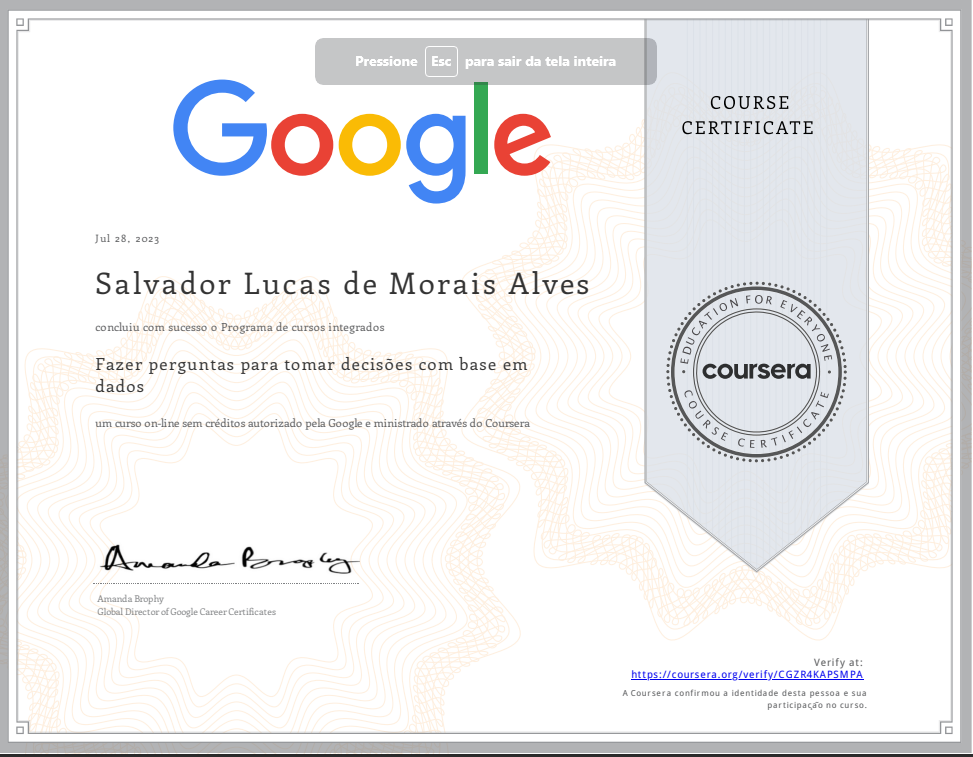 Pressione Esc para sair da tela inteira
Google
COURSE
CERTIFICATE
Jul 28, 2023
Salvador Lucas de Morais Alves
concluiu com sucesso o Programa de cursos integrados
Fazer perguntas para tomar decisões com base em
dados
um curso on-line sem créditos autorizado pela Google e ministrado através do Coursera
EDUCATION FOR EVERYONE
coursera
COURSE CERTIFICATE
Amanda Brophy
Amanda Brophy
Global Director of Google Career Certificates
Verify at:
https://coursera.org/verify/CGZR4KAPSMPA
A Coursera confirmou a identidade desta pessoa e sua
participação no curso.